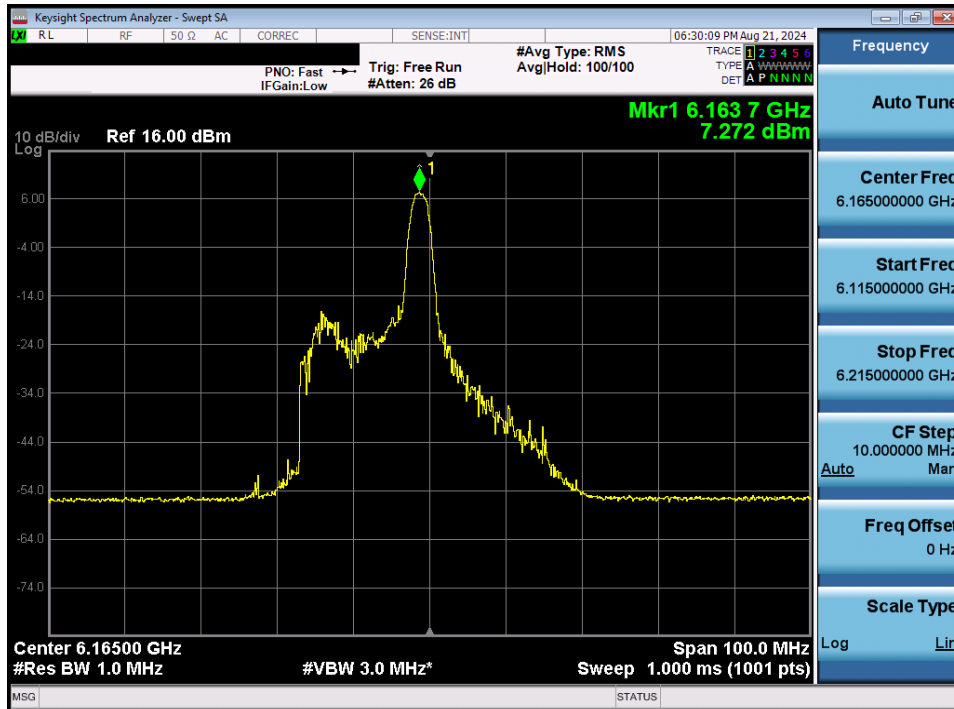 Keysight Spectrum Analyzer - Swept SA
LXI RL RF 50 Ω AC CORREC SENSE:INT 06:30:09 PM Aug 21, 2024
PNO: Fast
IFGain:Low
Trig: Free Run
#Atten: 26 dB
#Avg Type: RMS
Avg|Hold: 100/100
TRACE 1 2 3 4 5 6
TYPE A WWWWW
DET A P N N N N
Mkr1 6.163 7 GHz
7.272 dBm
10 dB/div Ref 16.00 dBm
Log
1
6.00
-4.00
-14.0
-24.0
-34.0
-44.0
-54.0
-64.0
-74.0
Center 6.16500 GHz Span 100.0 MHz
#Res BW 1.0 MHz #VBW 3.0 MHz* Sweep 1.000 ms (1001 pts)
MSG STATUS
Frequency
Auto Tune
Center Freq
6.165000000 GHz
Start Freq
6.115000000 GHz
Stop Freq
6.215000000 GHz
CF Step
10.000000 MHz
Auto Man
Freq Offset
0 Hz
Scale Type
Log Lin